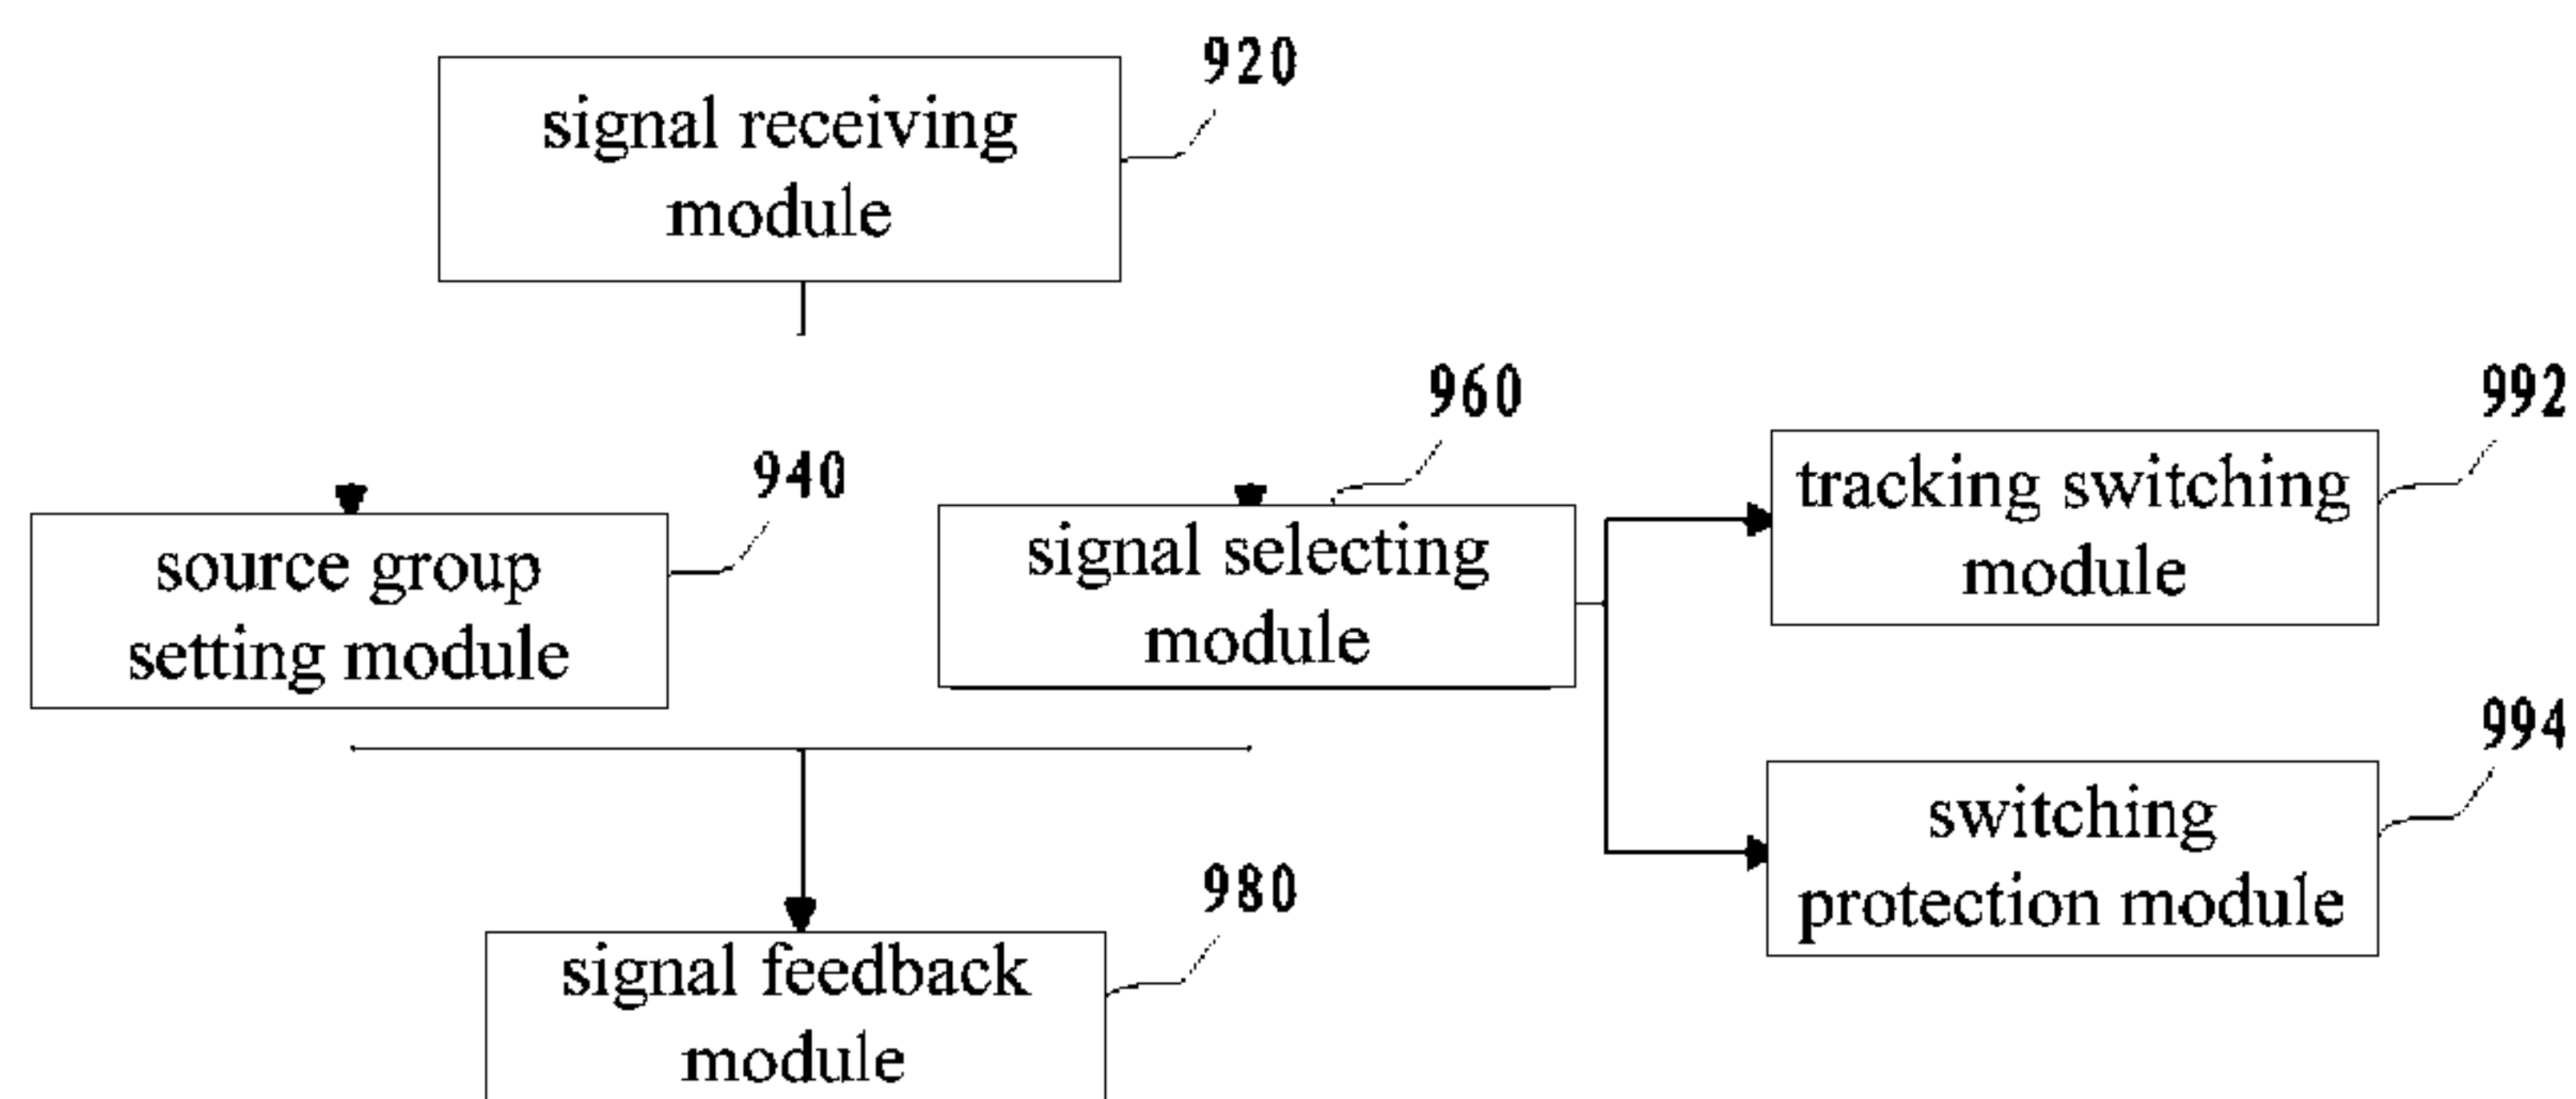 920
signal receiving
module
960
992
940
tracking switching
module
source group
setting module
signal selecting
module
994
switching
protection module
980
signal feedback
module